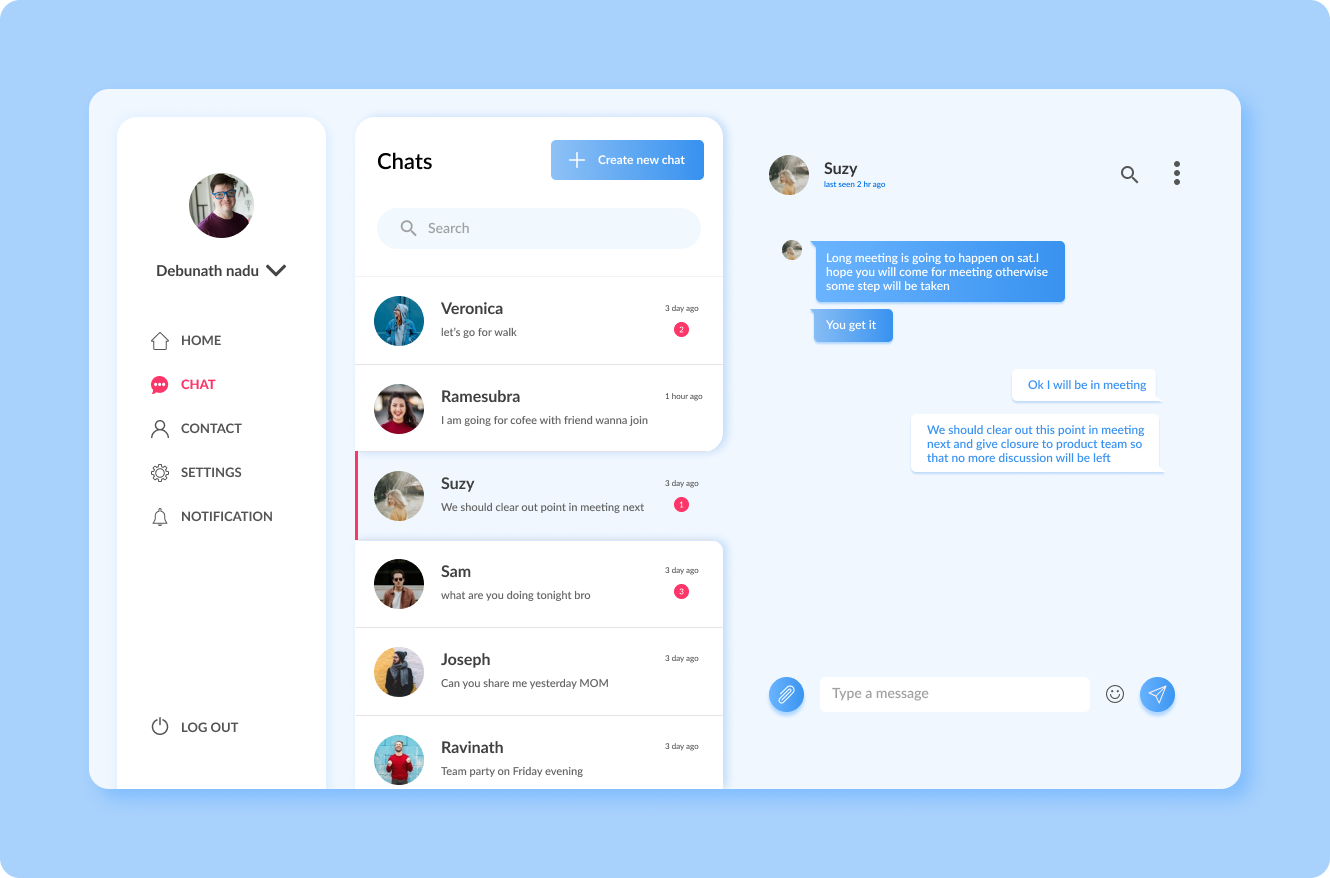 Debunath nadu
HOME
CHAT
CONTACT
SETTINGS
NOTIFICATION
LOG OUT
Chats
Create new chat
Search
Veronica
3 day ago
let's go for walk
2
Ramesubra
1 hour ago
I am going for cofee with friend wanna join
Suzy
3 day ago
We should clear out point in meeting next
1
Sam
3 day ago
what are you doing tonight bro
3
Joseph
3 day ago
Can you share me yesterday MOM
Ravinath
3 day ago
Team party on Friday evening
Suzy
last seen 2 hr ago
Long meeting is going to happen on sat.I
hope you will come for meeting otherwise
some step will be taken
You get it
Ok I will be in meeting
We should clear out this point in meeting
next and give closure to product team so
that no more discussion will be left
Type a message